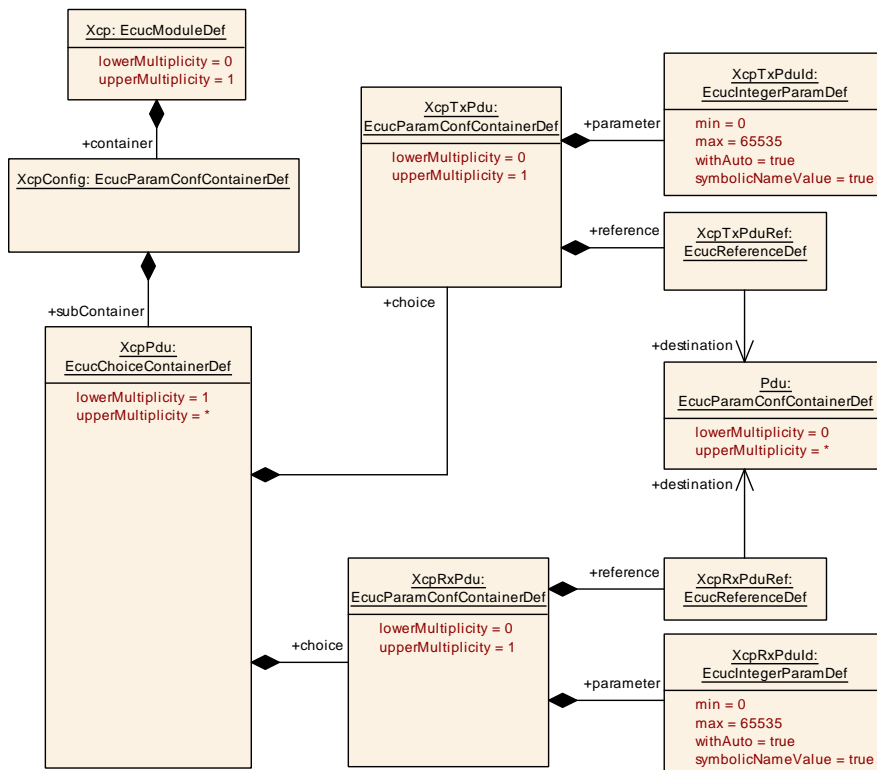 Xcp: EcucModuleDef
lowerMultiplicity = 0
upperMultiplicity = 1
+container
XcpConfig: EcucParamConfContainerDef
+subContainer
XcpPdu:
EcucChoiceContainerDef
lowerMultiplicity = 1
upperMultiplicity = *
XcpTxPdu:
EcucParamConfContainerDef
lowerMultiplicity = 0
upperMultiplicity = 1
+choice
+parameter
XcpTxPduId:
EcucIntegerParamDef
min = 0
max = 65535
withAuto = true
symbolicNameValue = true
+reference
XcpTxPduRef:
EcucReferenceDef
+destination
Pdu:
EcucParamConfContainerDef
lowerMultiplicity = 0
upperMultiplicity = *
+destination
+choice
XcpRxPdu:
EcucParamConfContainerDef
lowerMultiplicity = 0
upperMultiplicity = 1
+reference
XcpRxPduRef:
EcucReferenceDef
+parameter
XcpRxPduId:
EcucIntegerParamDef
min = 0
max = 65535
withAuto = true
symbolicNameValue = true